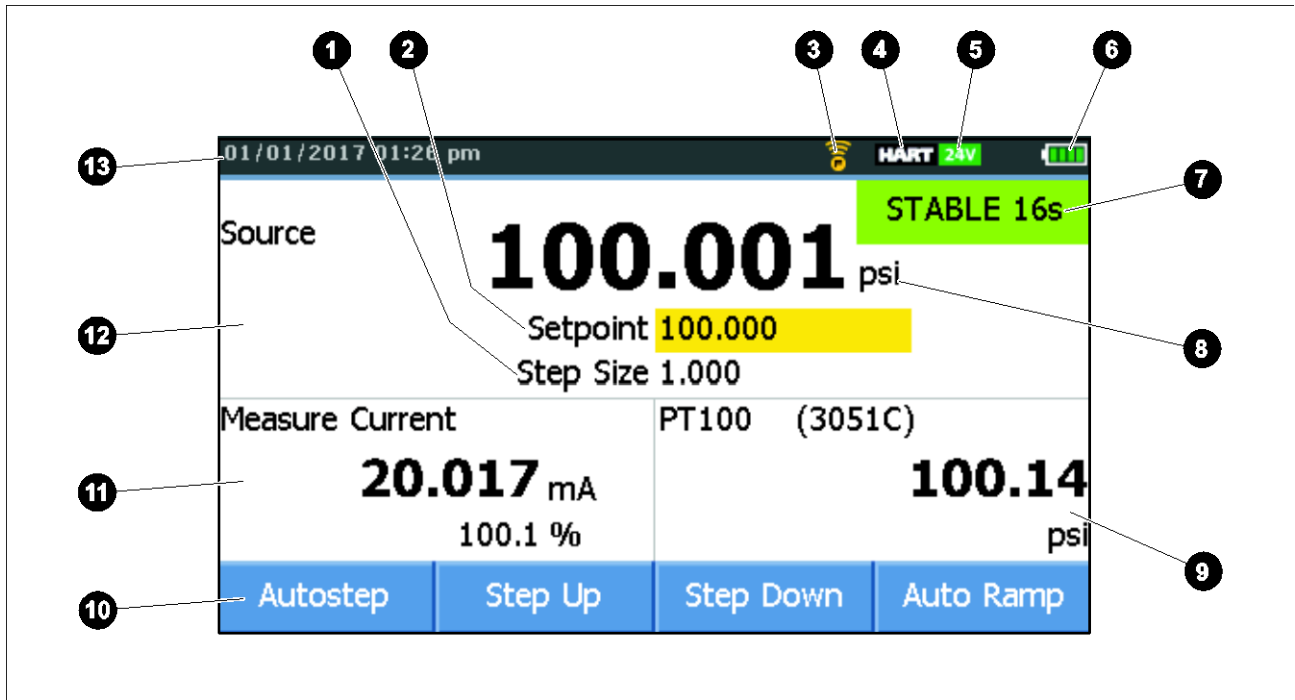 1 2 3 4 5 6
13 01/01/2017 01:26 pm HART 24V
STABLE 16s 7
Source 100.001 psi
12 Setpoint 100.000 8
Step Size 1.000
Measure Current PT100 (3051C)
11 20.017 mA 100.14
100.1 % psi
9
10 Autostep Step Up Step Down Auto Ramp